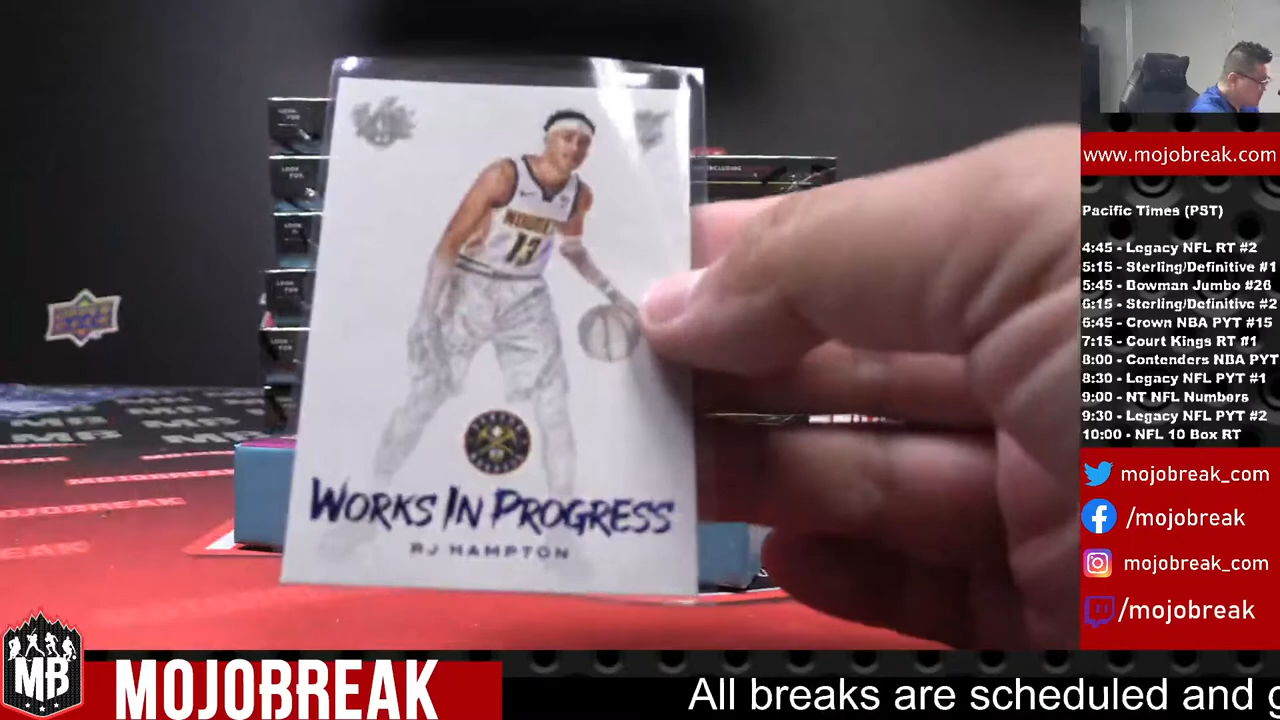 NUGGETS
13
WORKS IN PROGRESS
RJ HAMPTON
www.mojobreak.com
Pacific Times (PST)
4:45 - Legacy NFL RT #2
5:15 - Sterling/Definitive #1
5:45 - Bowman Jumbo #26
6:15 - Sterling/Definitive #2
6:45 - Crown NBA PYT #15
7:15 - Court Kings RT #1
8:00 - Contenders NBA PYT
8:30 - Legacy NFL PYT #1
9:00 - NT NFL Numbers
9:30 - Legacy NFL PYT #2
10:00 - NFL 10 Box RT
mojobreak_com
/mojobreak
mojobreak_com
/mojobreak
MB
MOJOBREAK
All breaks are scheduled and g